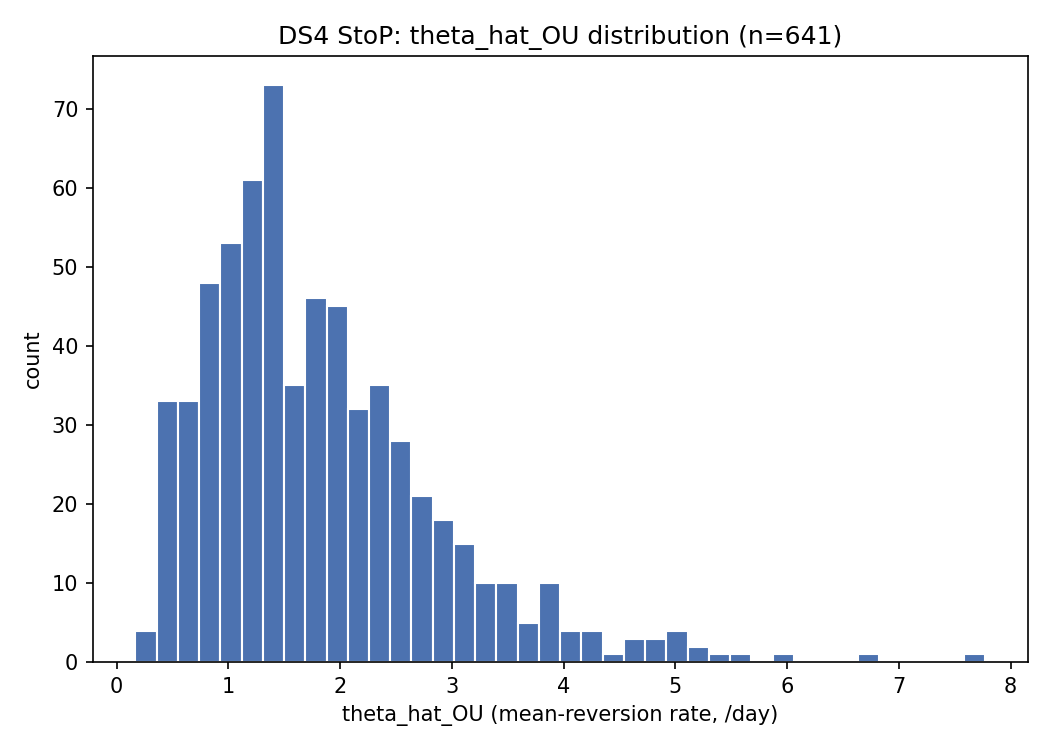 DS4 StoP: theta_hat_OU distribution (n=641)
count
70
60
50
40
30
20
10
0
0 1 2 3 4 5 6 7 8
theta_hat_OU (mean-reversion rate, /day)